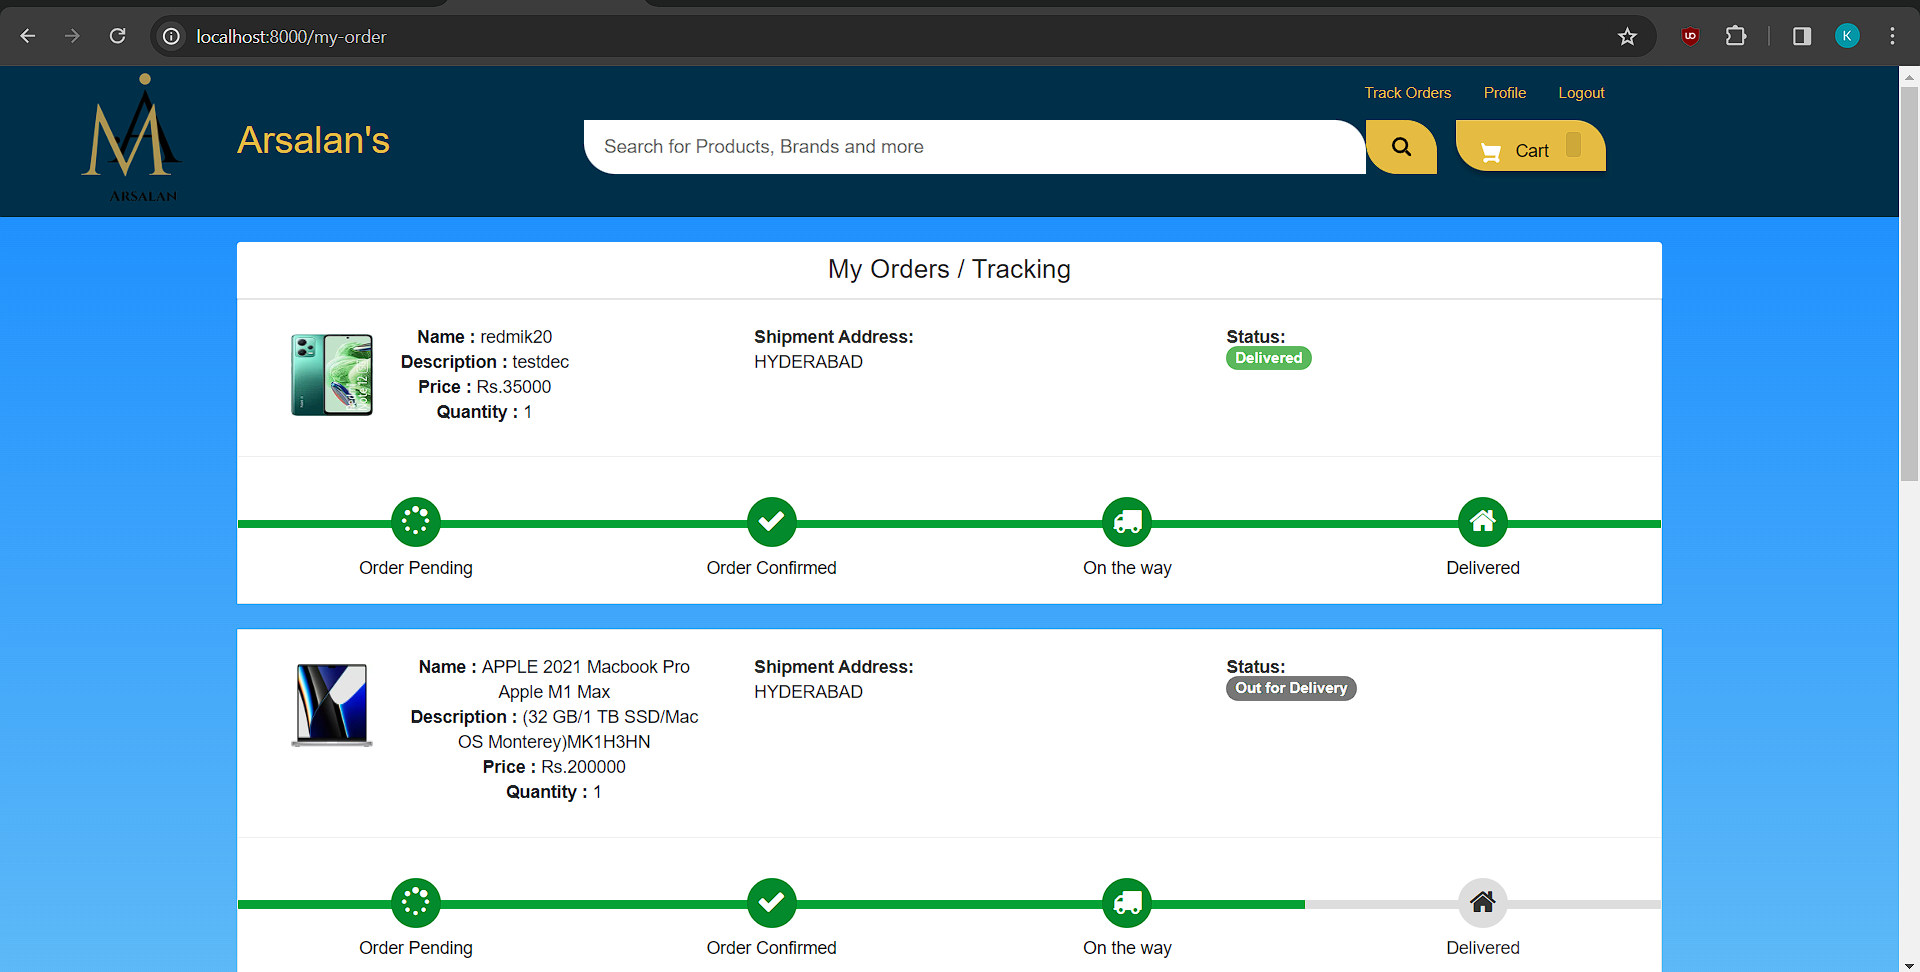 localhost:8000/my-order
K
Track Orders Profile Logout
ARSALAN
Arsalan's
Search for Products, Brands and more
Cart
My Orders / Tracking
Name : redmik20
Description : testdec
Price : Rs.35000
Quantity : 1
Shipment Address:
HYDERABAD
Status:
Delivered
Order Pending
Order Confirmed
On the way
Delivered
Name : APPLE 2021 Macbook Pro
Apple M1 Max
Description : (32 GB/1 TB SSD/Mac
OS Monterey)MK1H3HN
Price : Rs.200000
Quantity : 1
Shipment Address:
HYDERABAD
Status:
Out for Delivery
Order Pending
Order Confirmed
On the way
Delivered